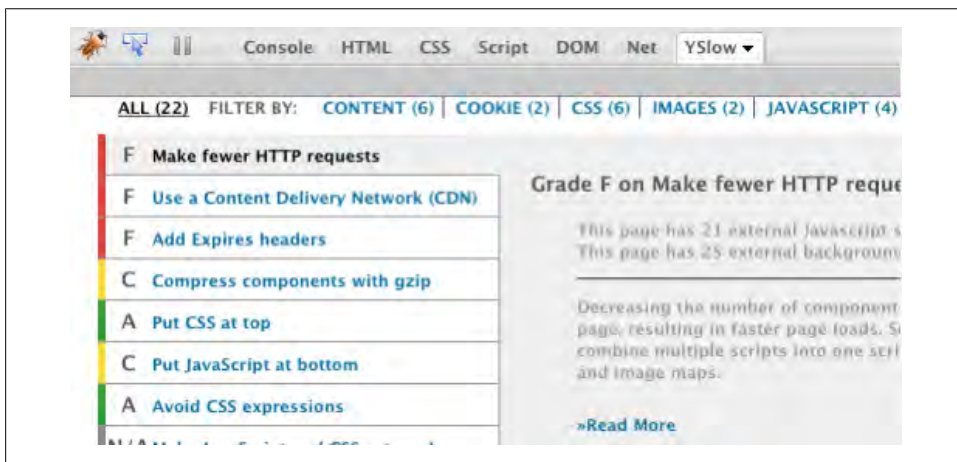 Console HTML CSS Script DOM Net YSlow
ALL (22) FILTER BY: CONTENT (6) | COOKIE (2) | CSS (6) | IMAGES (2) | JAVASCRIPT (4)
F Make fewer HTTP requests
F Use a Content Delivery Network (CDN)
F Add Expires headers
C Compress components with gzip
A Put CSS at top
C Put JavaScript at bottom
A Avoid CSS expressions
N/A
Grade F on Make fewer HTTP reque
This page has 21 external Javascript s
This page has 25 external background
Decreasing the number of component
page, resulting in faster page loads. S
combine multiple scripts into one scri
and image maps.
»Read More